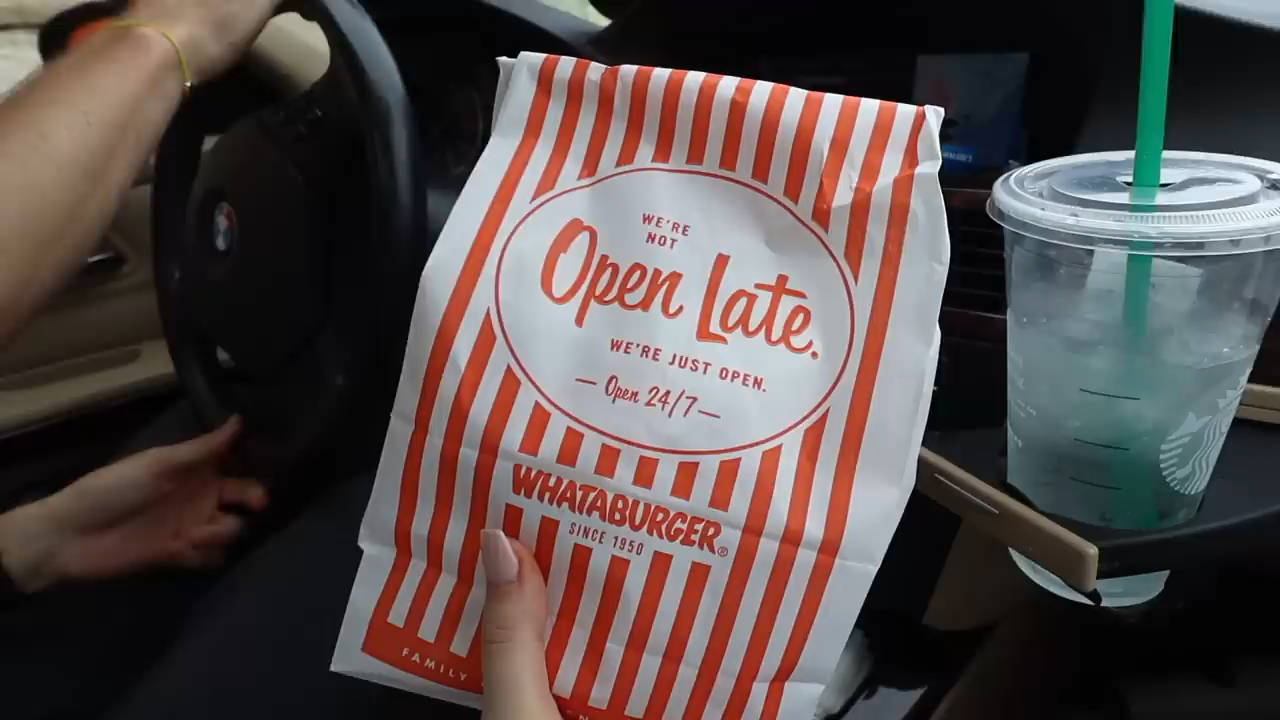 WE'RE
NOT
Open Late.
WE'RE JUST OPEN.
— Open 24/7 —
WHATABURGER®
SINCE 1950
FAMILY